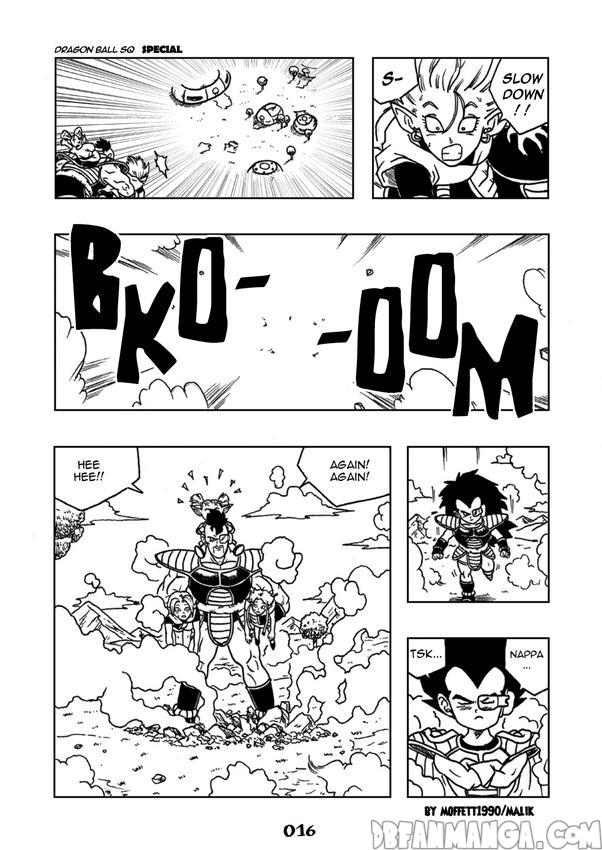 DRAGON BALL SQ SPECIAL
S-
SLOW
DOWN
!!
BKO-
-OOM
HEE
HEE!!
AGAIN!
AGAIN!
TSK...
NAPPA
...
BY MOFFETT1990/MALIK
016
DBFANMANGA.COM